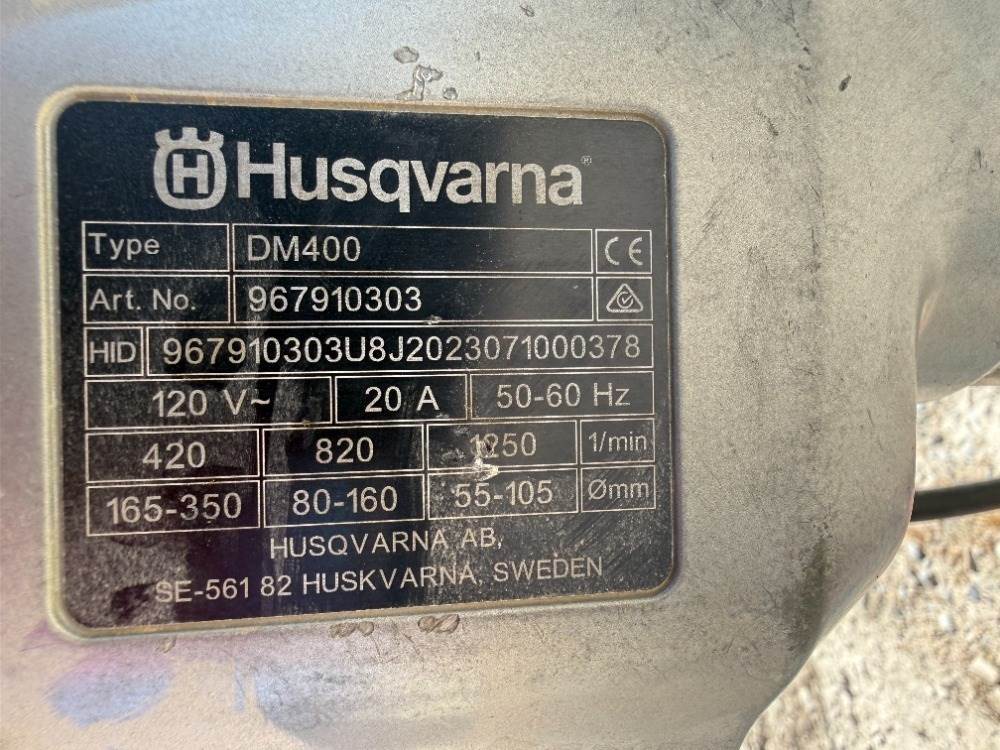 H Husqvarna®
Type DM400 CE
Art. No. 967910303
HID 967910303U8J2023071000378
120 V~ 20 A 50-60 Hz
420 820 1250 1/min
165-350 80-160 55-105 Ømm
HUSQVARNA AB,
SE-561 82 HUSKVARNA, SWEDEN